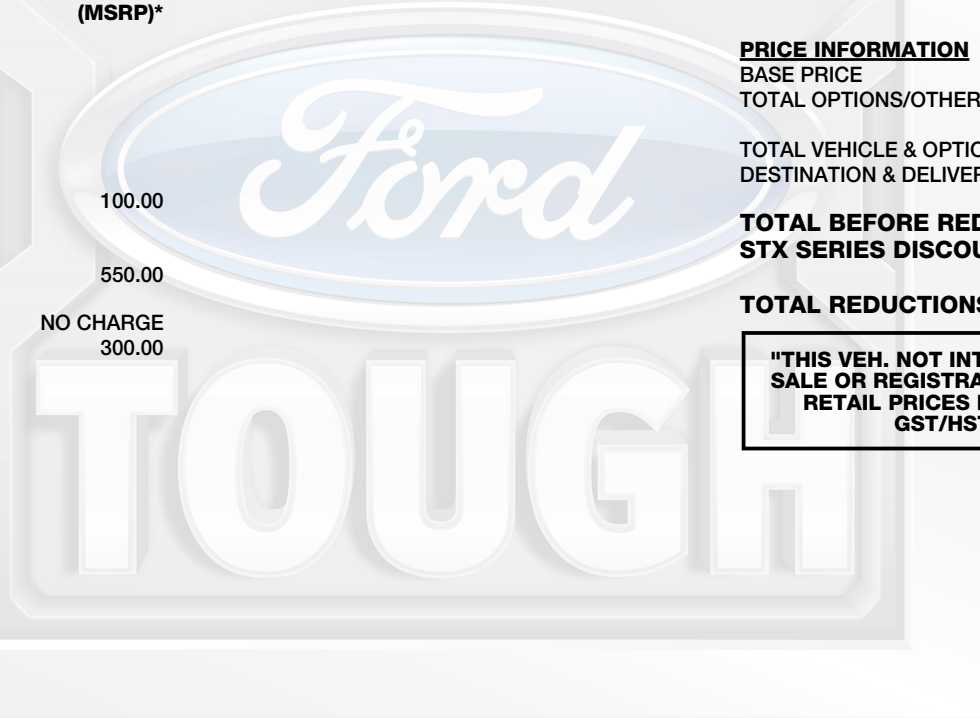 (MSRP)*
100.00
550.00
NO CHARGE
300.00
PRICE INFORMATION
BASE PRICE
TOTAL OPTIONS/OTHER
TOTAL VEHICLE & OPTIO
DESTINATION & DELIVER
TOTAL BEFORE RED
STX SERIES DISCOU
TOTAL REDUCTIONS
"THIS VEH. NOT INT
SALE OR REGISTRA
RETAIL PRICES
GST/HST
Ford
TOUGH